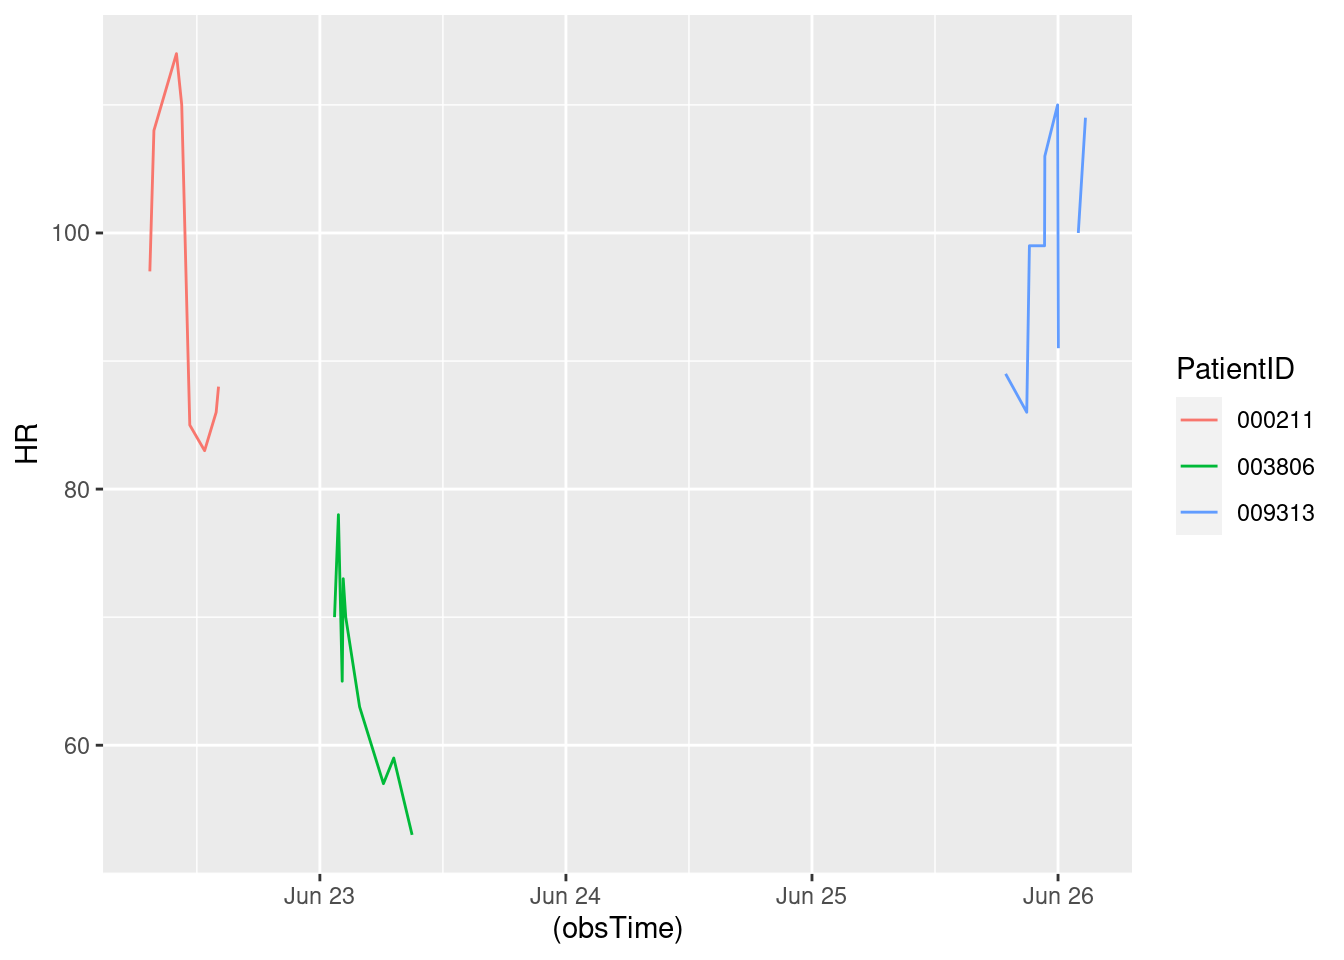 HR
100
80
60
Jun 23
Jun 24
Jun 25
Jun 26
(obsTime)
PatientID
000211
003806
009313